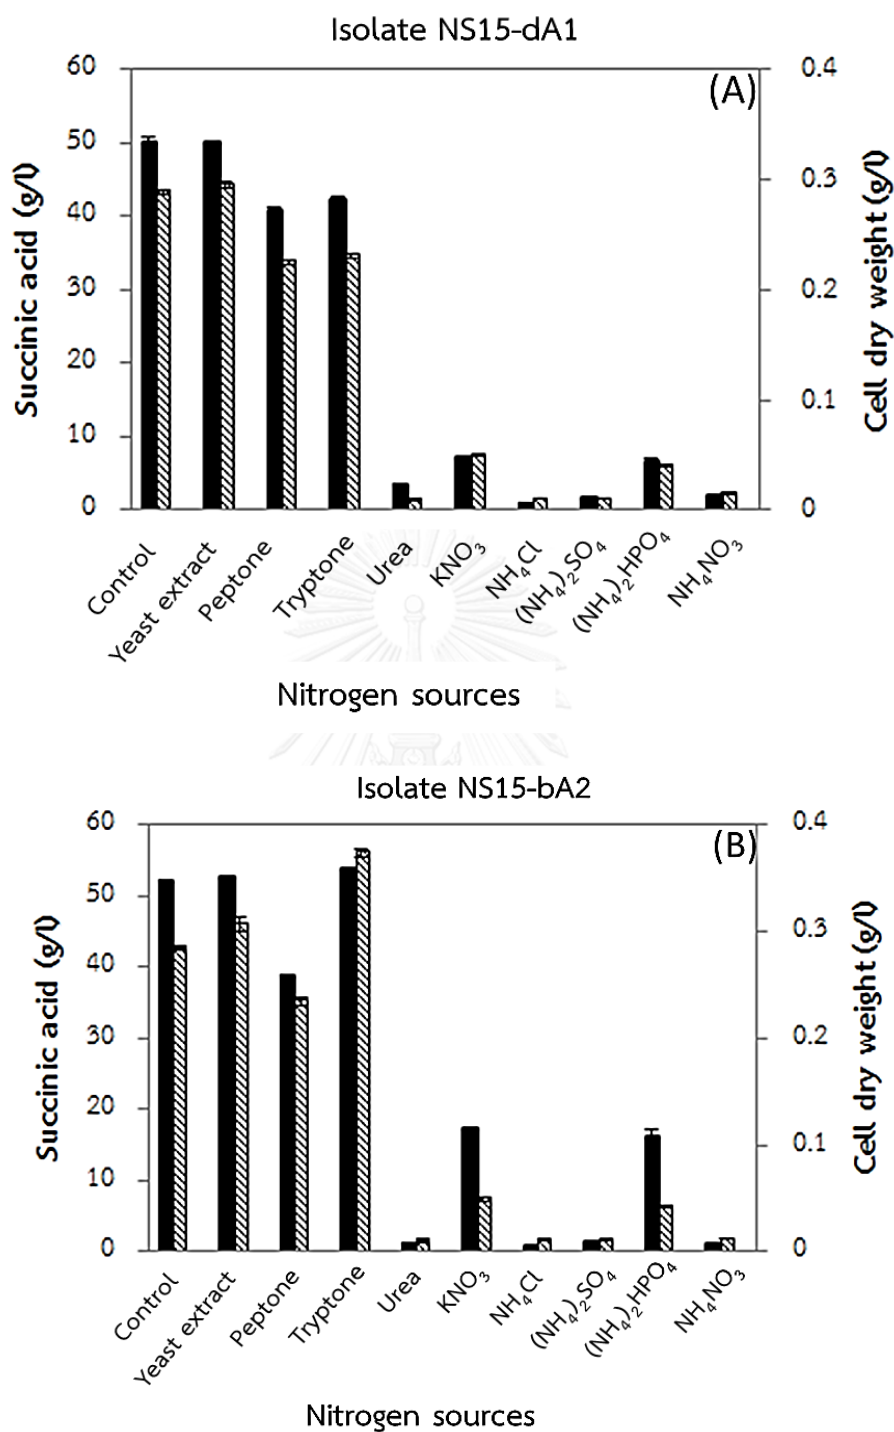 Isolate NS15-dA1
(A)
60
50
40
30
20
10
0
Succinic acid (g/l)
0.4
0.3
0.2
0.1
0
Cell dry weight (g/l)
Control
Yeast extract
Peptone
Tryptone
Urea
KNO₃
NH₄Cl
(NH₄)₂SO₄
(NH₄)₂HPO₄
NH₄NO₃
Nitrogen sources
Isolate NS15-bA2
(B)
60
50
40
30
20
10
0
Succinic acid (g/l)
0.4
0.3
0.2
0.1
0
Cell dry weight (g/l)
Control
Yeast extract
Peptone
Tryptone
Urea
KNO₃
NH₄Cl
(NH₄)₂SO₄
(NH₄)₂HPO₄
NH₄NO₃
Nitrogen sources